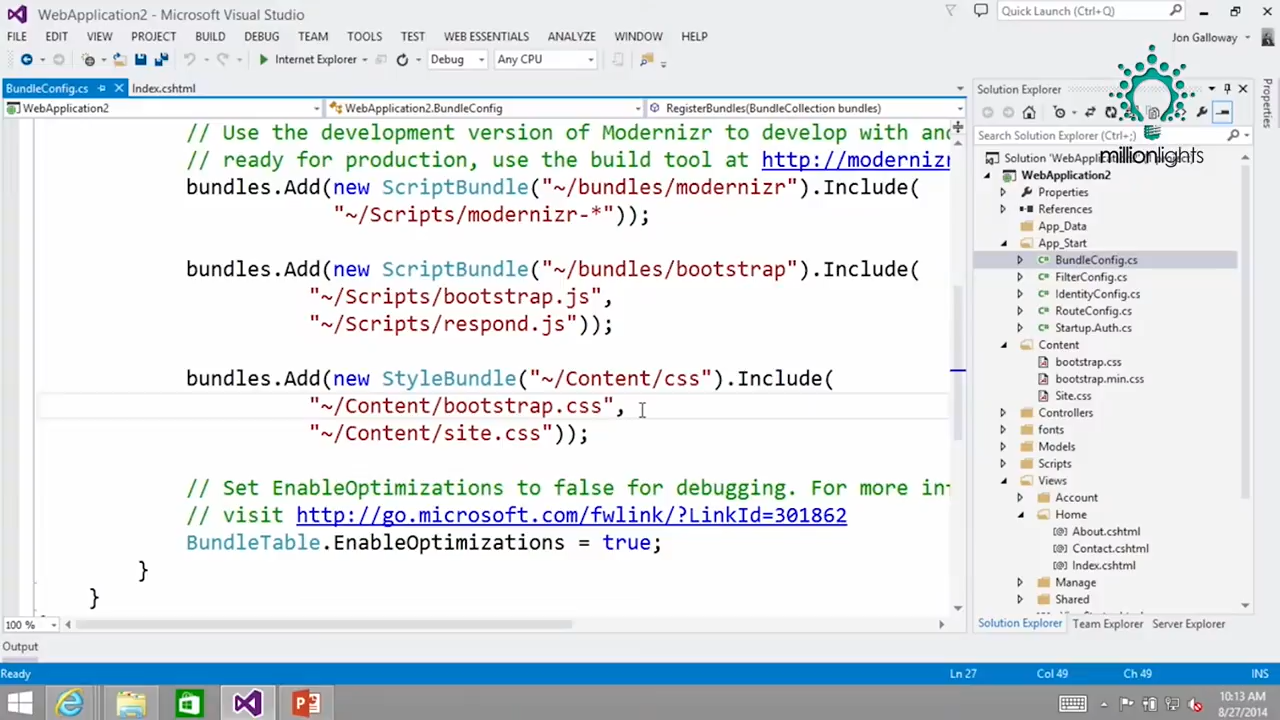 WebApplication2 - Microsoft Visual Studio
Quick Launch (Ctrl+Q)
FILE EDIT VIEW PROJECT BUILD DEBUG TEAM TOOLS TEST WEB ESSENTIALS ANALYZE WINDOW HELP
Jon Galloway
Internet Explorer Debug Any CPU
BundleConfig.cs Index.cshtml
WebApplication2 WebApplication2.BundleConfig RegisterBundles(BundleCollection bundles)
// Use the development version of Modernizr to develop with and
// ready for production, use the build tool at http://modernizr
bundles.Add(new ScriptBundle("~/bundles/modernizr").Include(
"~/Scripts/modernizr-*"));
bundles.Add(new ScriptBundle("~/bundles/bootstrap").Include(
"~/Scripts/bootstrap.js",
"~/Scripts/respond.js"));
bundles.Add(new StyleBundle("~/Content/css").Include(
"~/Content/bootstrap.css",
"~/Content/site.css"));
// Set EnableOptimizations to false for debugging. For more inf
// visit http://go.microsoft.com/fwlink/?LinkId=301862
BundleTable.EnableOptimizations = true;
}
}
100 %
Solution Explorer
Search Solution Explorer (Ctrl+;)
millionlights
Solution 'WebApplic
WebApplication2
Properties
References
App_Data
App_Start
BundleConfig.cs
FilterConfig.cs
IdentityConfig.cs
RouteConfig.cs
Startup.Auth.cs
Content
bootstrap.css
bootstrap.min.css
Site.css
Controllers
fonts
Models
Scripts
Views
Account
Home
About.cshtml
Contact.cshtml
Index.cshtml
Manage
Shared
Solution Explorer Team Explorer Server Explorer
Properties
Output
Ready Ln 27 Col 49 Ch 49 INS
10:13 AM
8/27/2014